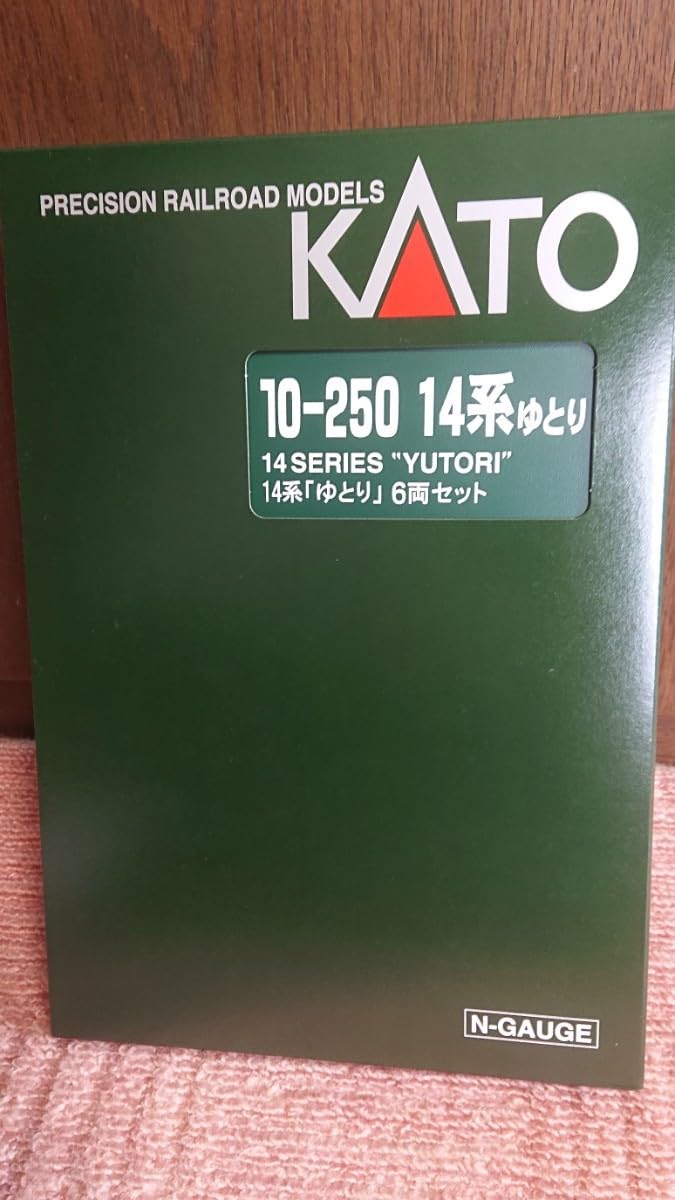 PRECISION RAILROAD MODELS
KATO
10-250 14系ゆとり
14 SERIES "YUTORI"
14系「ゆとり」 6両セット
N-GAUGE